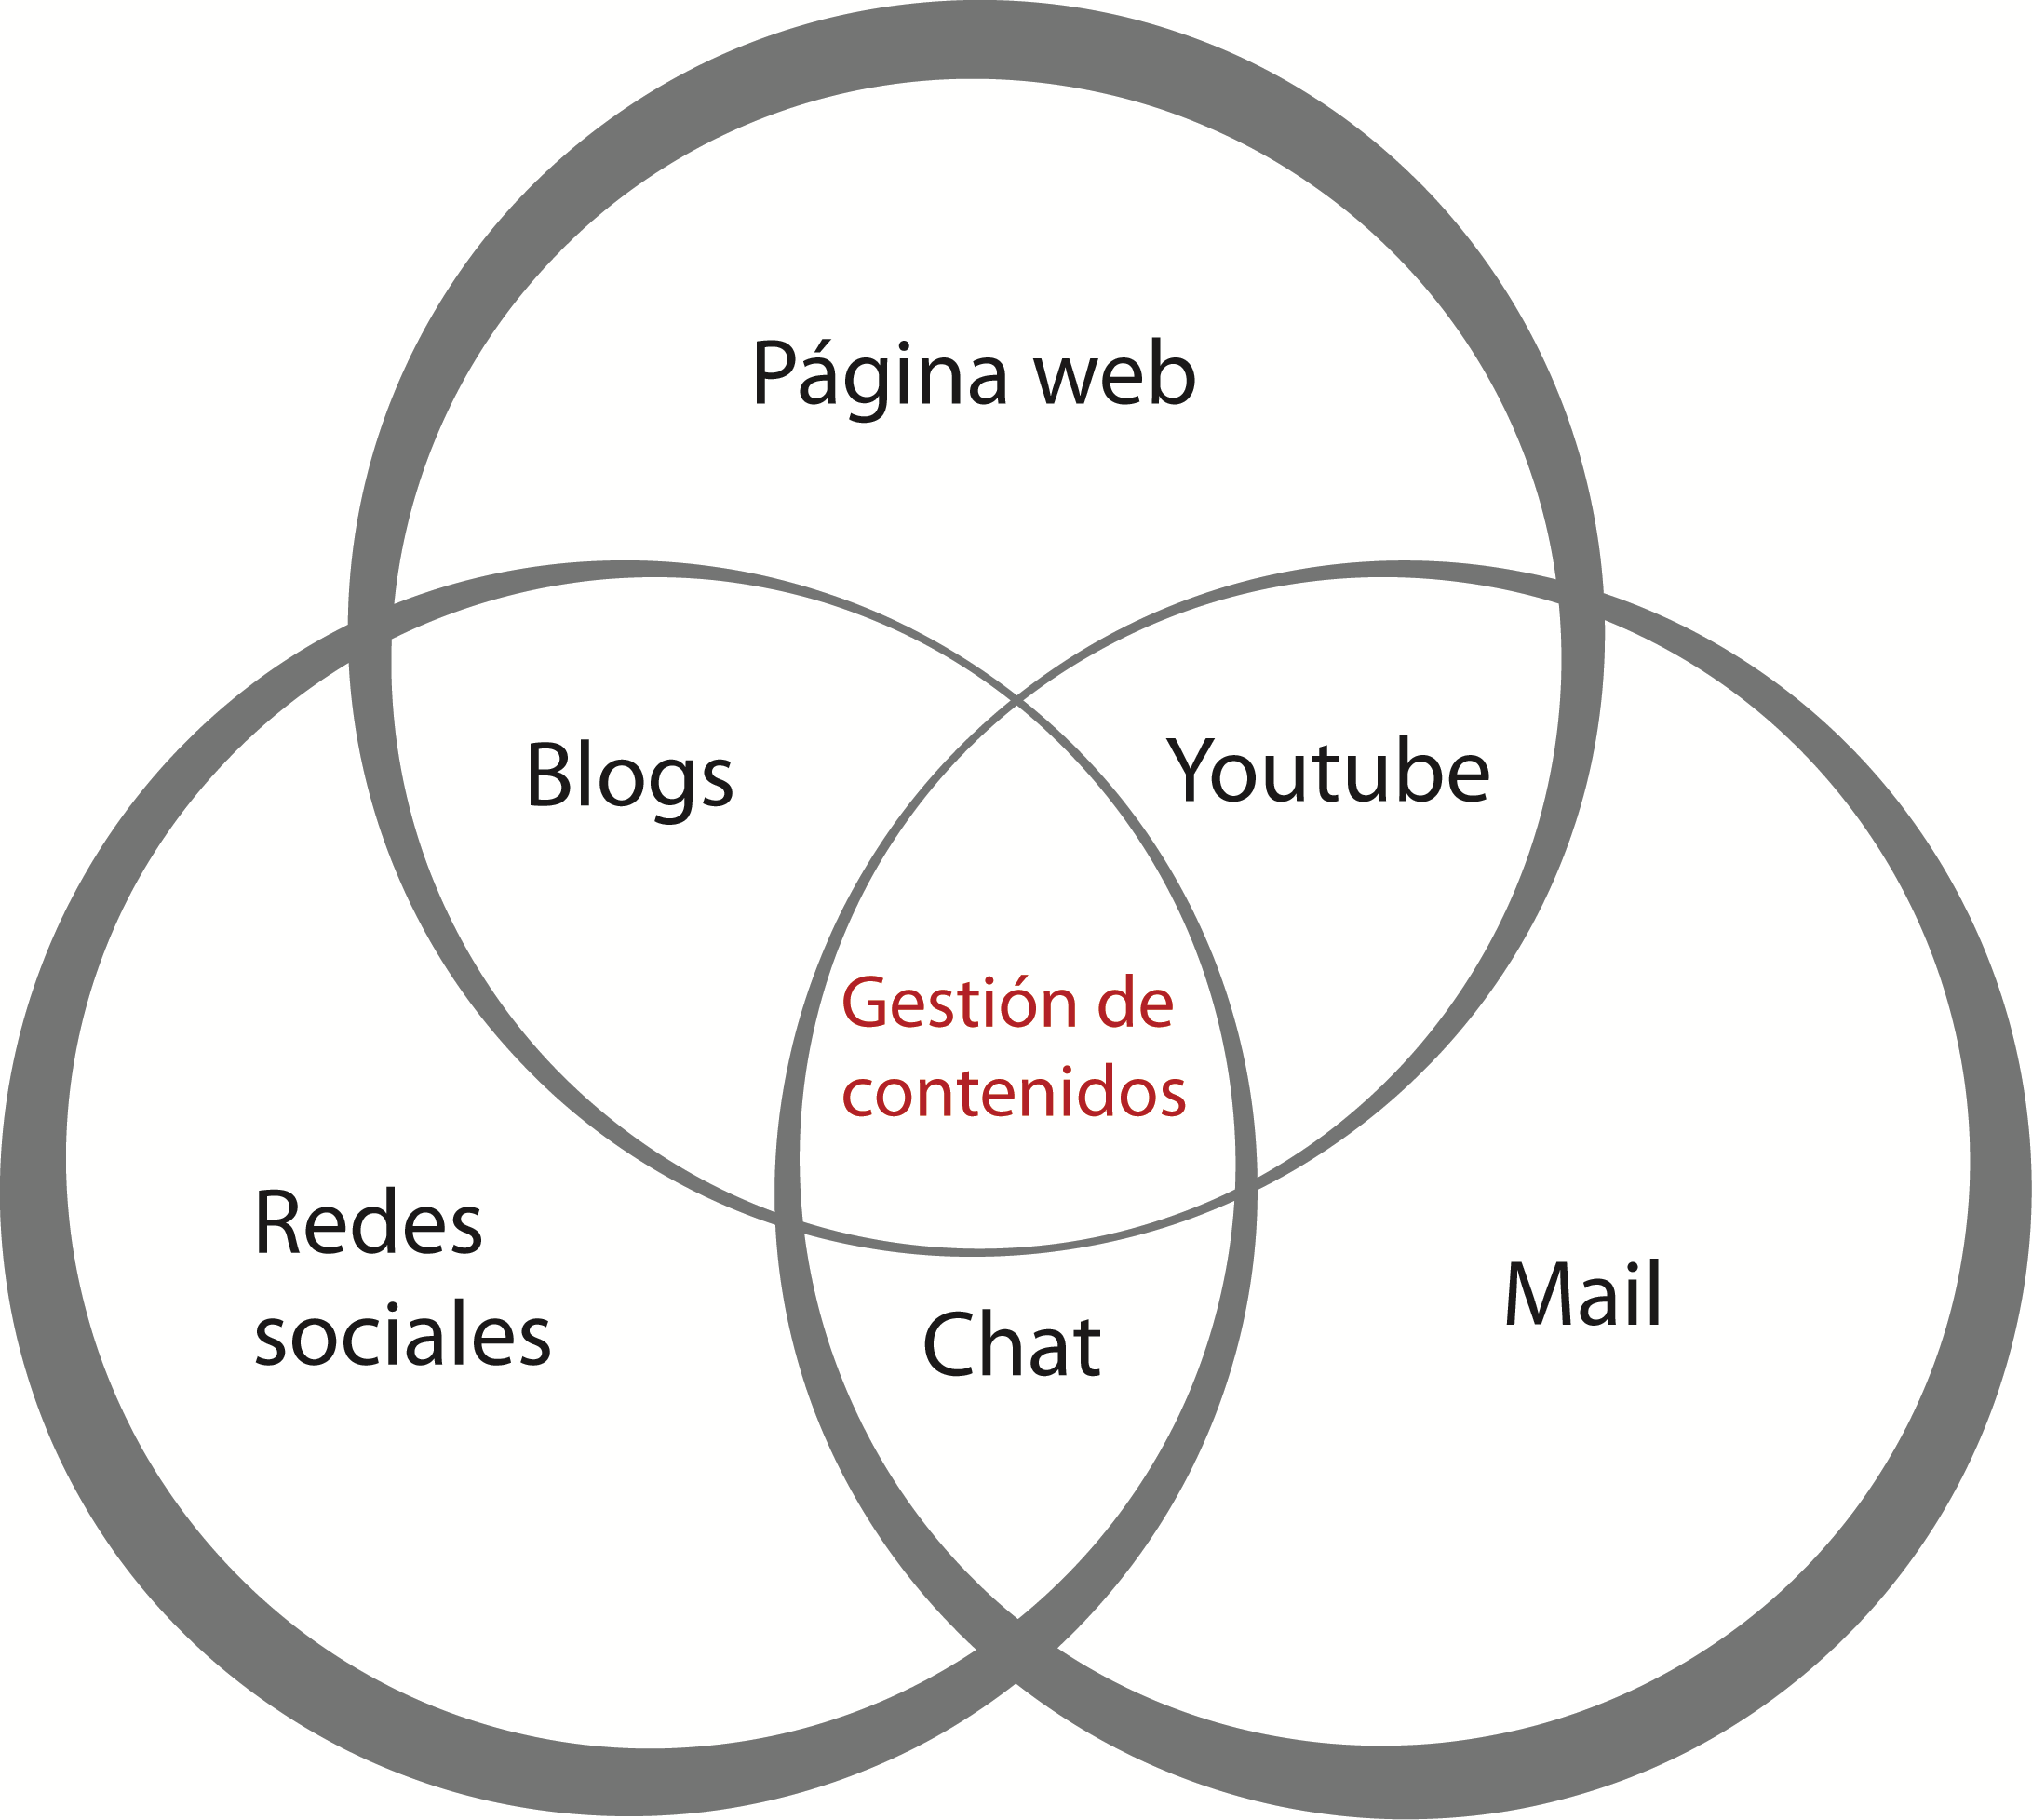 Página web
Blogs
Youtube
Gestión de
contenidos
Redes
sociales
Mail
Chat